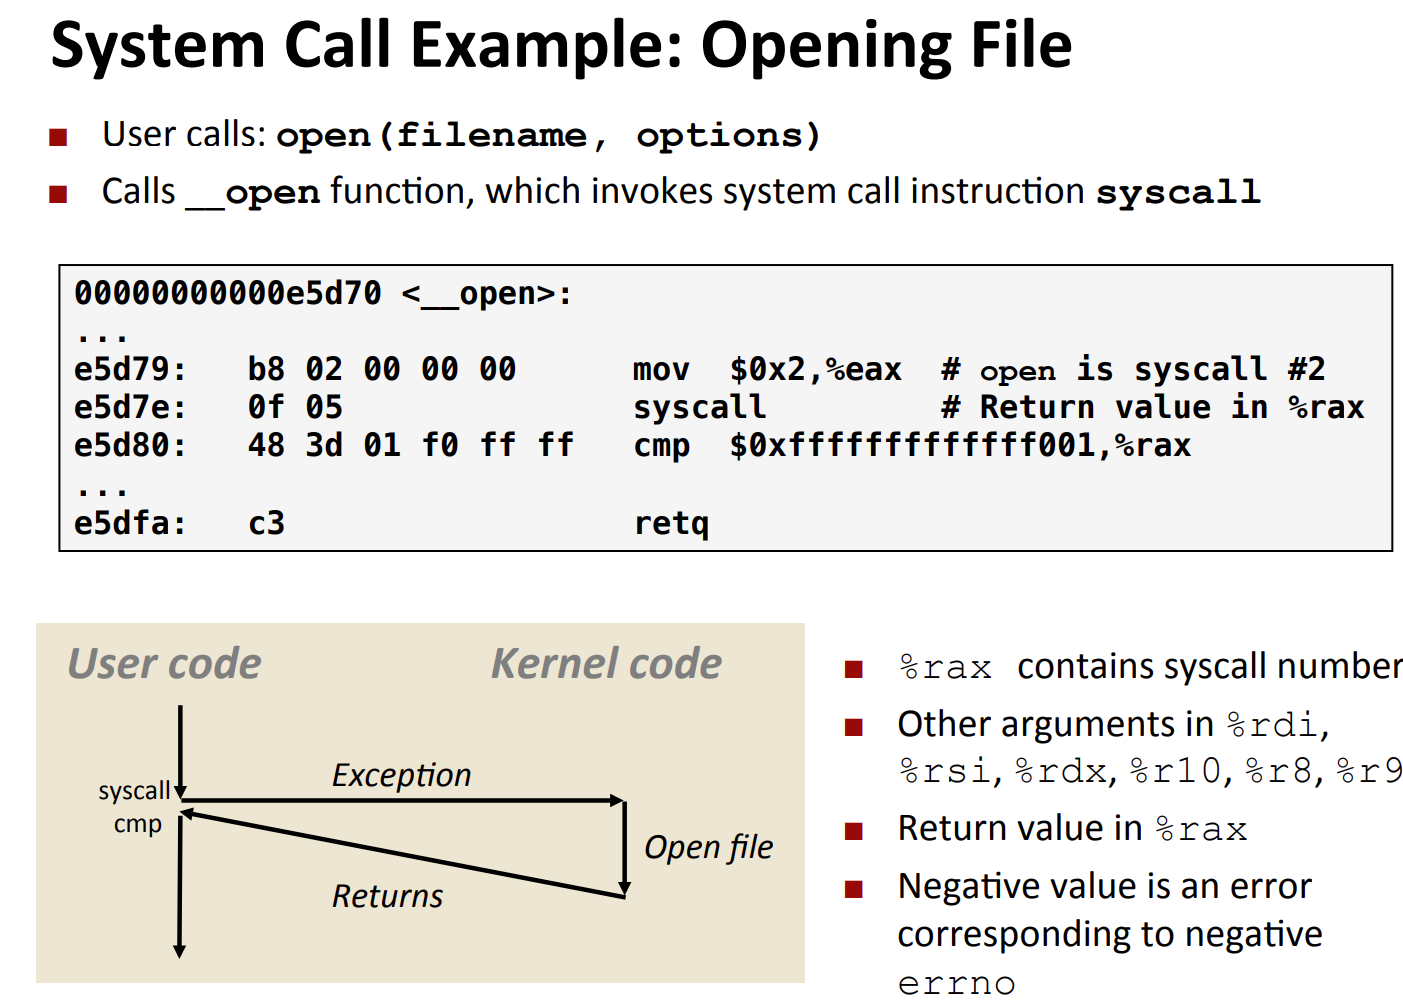 System Call Example: Opening File
User calls: open(filename, options)
Calls __open function, which invokes system call instruction syscall
00000000000e5d70 <__open>:
...
e5d79: b8 02 00 00 00 mov $0x2,%eax # open is syscall #2
e5d7e: 0f 05 syscall # Return value in %rax
e5d80: 48 3d 01 f0 ff ff cmp $0xfffffffffffff001,%rax
...
e5dfa: c3 retq
User code Kernel code
Exception
syscall
cmp
Open file
Returns
%rax contains syscall number
Other arguments in %rdi,
%rsi, %rdx, %r10, %r8, %r9
Return value in %rax
Negative value is an error
corresponding to negative
errno